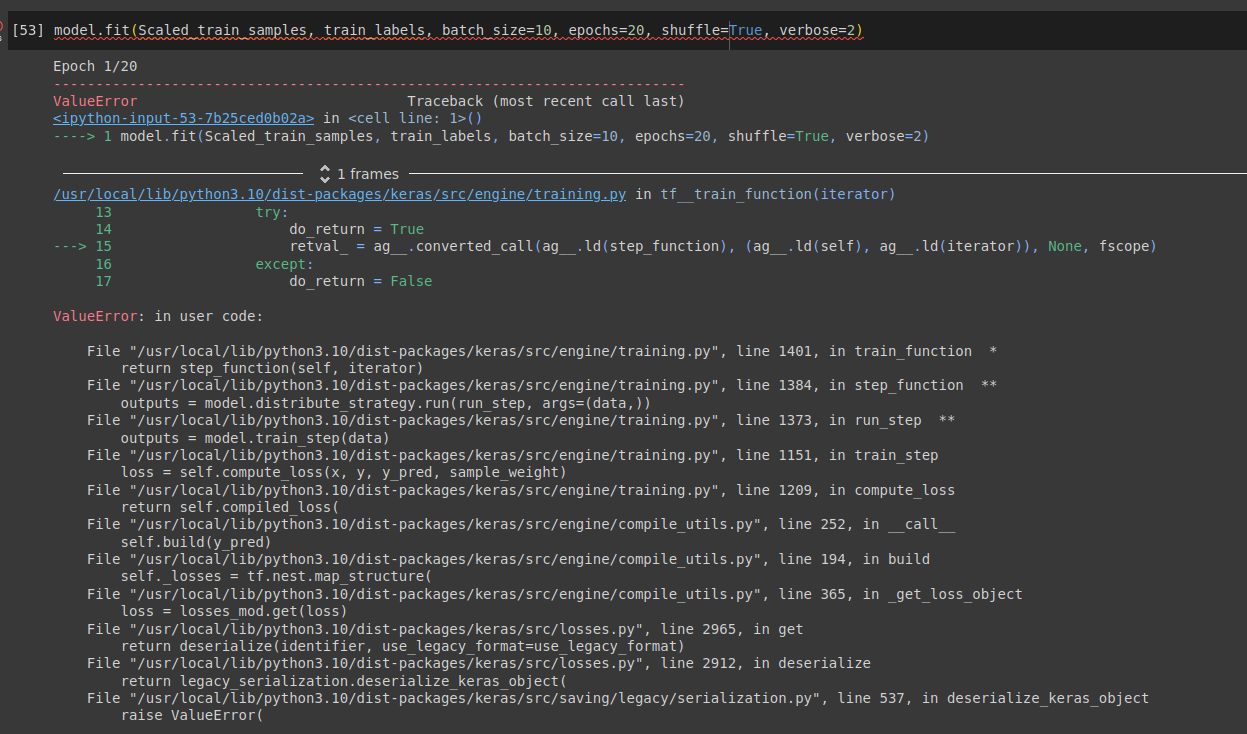 [53] model.fit(Scaled_train_samples, train_labels, batch_size=10, epochs=20, shuffle=True, verbose=2)
Epoch 1/20
---------------------------------------------------------------------------
ValueError                                Traceback (most recent call last)
<ipython-input-53-7b25ced0b02a> in <cell line: 1>()
----> 1 model.fit(Scaled_train_samples, train_labels, batch_size=10, epochs=20, shuffle=True, verbose=2)
1 frames
/usr/local/lib/python3.10/dist-packages/keras/src/engine/training.py in tf__train_function(iterator)
     13                 try:
     14                     do_return = True
---> 15                     retval_ = ag__.converted_call(ag__.ld(step_function), (ag__.ld(self), ag__.ld(iterator)), None, fscope)
     16                 except:
     17                     do_return = False
ValueError: in user code:
    File "/usr/local/lib/python3.10/dist-packages/keras/src/engine/training.py", line 1401, in train_function  *
        return step_function(self, iterator)
    File "/usr/local/lib/python3.10/dist-packages/keras/src/engine/training.py", line 1384, in step_function  **
        outputs = model.distribute_strategy.run(run_step, args=(data,))
    File "/usr/local/lib/python3.10/dist-packages/keras/src/engine/training.py", line 1373, in run_step  **
        outputs = model.train_step(data)
    File "/usr/local/lib/python3.10/dist-packages/keras/src/engine/training.py", line 1151, in train_step
        loss = self.compute_loss(x, y, y_pred, sample_weight)
    File "/usr/local/lib/python3.10/dist-packages/keras/src/engine/training.py", line 1209, in compute_loss
        return self.compiled_loss(
    File "/usr/local/lib/python3.10/dist-packages/keras/src/engine/compile_utils.py", line 252, in __call__
        self.build(y_pred)
    File "/usr/local/lib/python3.10/dist-packages/keras/src/engine/compile_utils.py", line 194, in build
        self._losses = tf.nest.map_structure(
    File "/usr/local/lib/python3.10/dist-packages/keras/src/engine/compile_utils.py", line 365, in _get_loss_object
        loss = losses_mod.get(loss)
    File "/usr/local/lib/python3.10/dist-packages/keras/src/losses.py", line 2965, in get
        return deserialize(identifier, use_legacy_format=use_legacy_format)
    File "/usr/local/lib/python3.10/dist-packages/keras/src/losses.py", line 2912, in deserialize
        return legacy_serialization.deserialize_keras_object(
    File "/usr/local/lib/python3.10/dist-packages/keras/src/saving/legacy/serialization.py", line 537, in deserialize_keras_object
        raise ValueError(